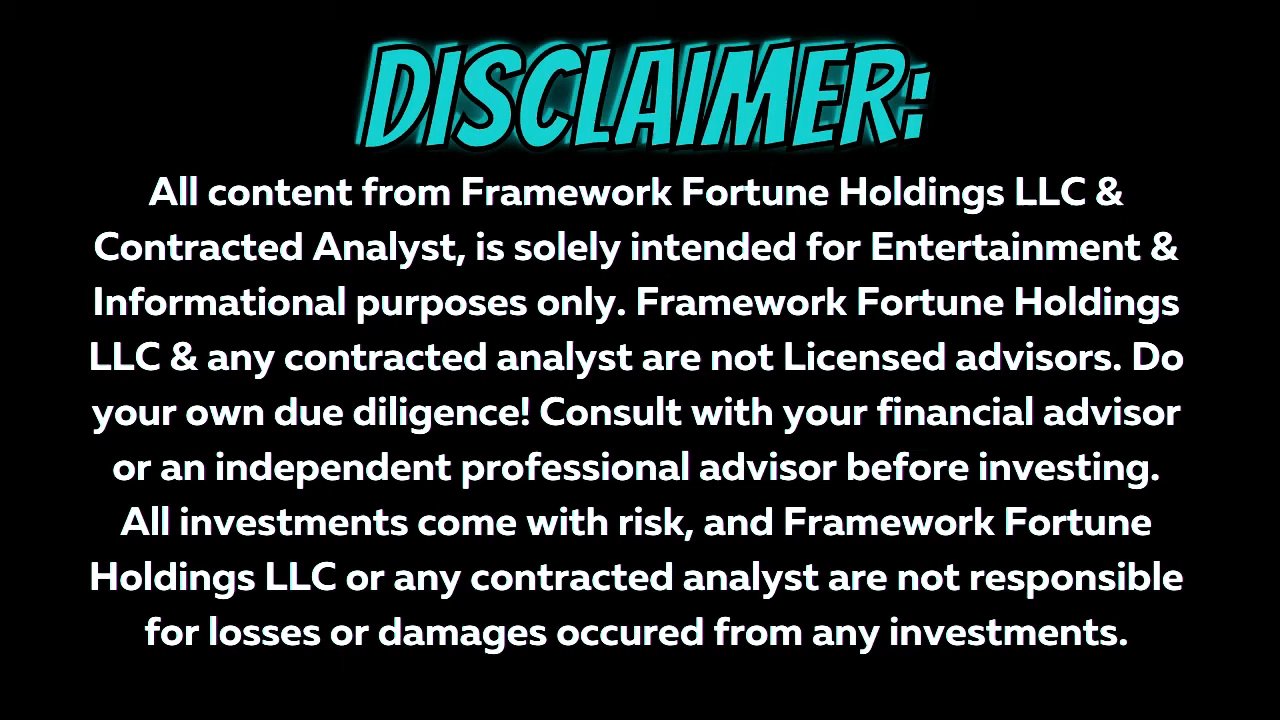 DISCLAIMER:
All content from Framework Fortune Holdings LLC &
Contracted Analyst, is solely intended for Entertainment &
Informational purposes only. Framework Fortune Holdings
LLC & any contracted analyst are not Licensed advisors. Do
your own due diligence! Consult with your financial advisor
or an independent professional advisor before investing.
All investments come with risk, and Framework Fortune
Holdings LLC or any contracted analyst are not responsible
for losses or damages occured from any investments.